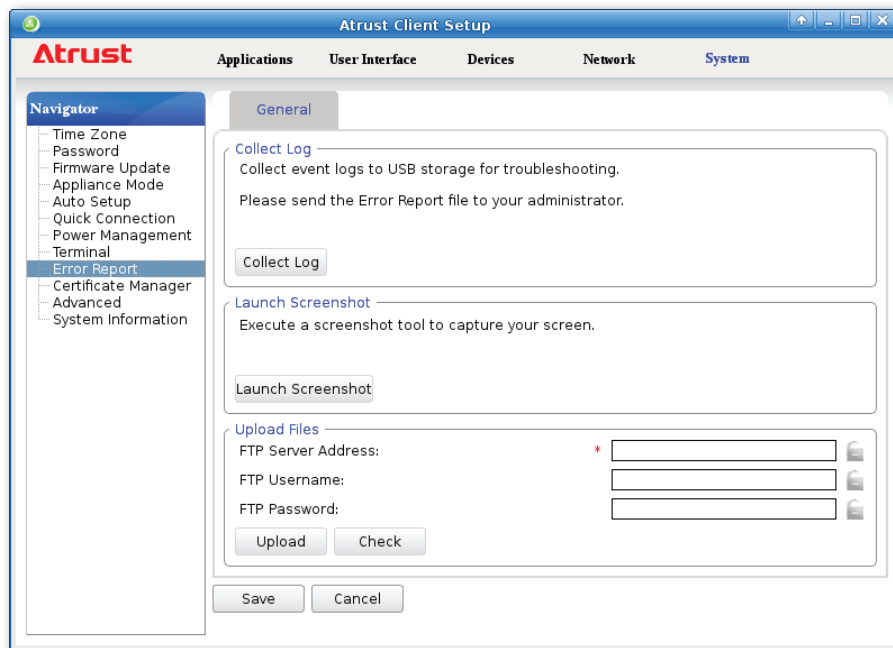 Atrust Client Setup
Atrust
Applications User Interface Devices Network System
Navigator
Time Zone
Password
Firmware Update
Appliance Mode
Auto Setup
Quick Connection
Power Management
Terminal
Error Report
Certificate Manager
Advanced
System Information
General
Collect Log
Collect event logs to USB storage for troubleshooting.
Please send the Error Report file to your administrator.
Collect Log
Launch Screenshot
Execute a screenshot tool to capture your screen.
Launch Screenshot
Upload Files
FTP Server Address: *
FTP Username:
FTP Password:
Upload Check
Save Cancel